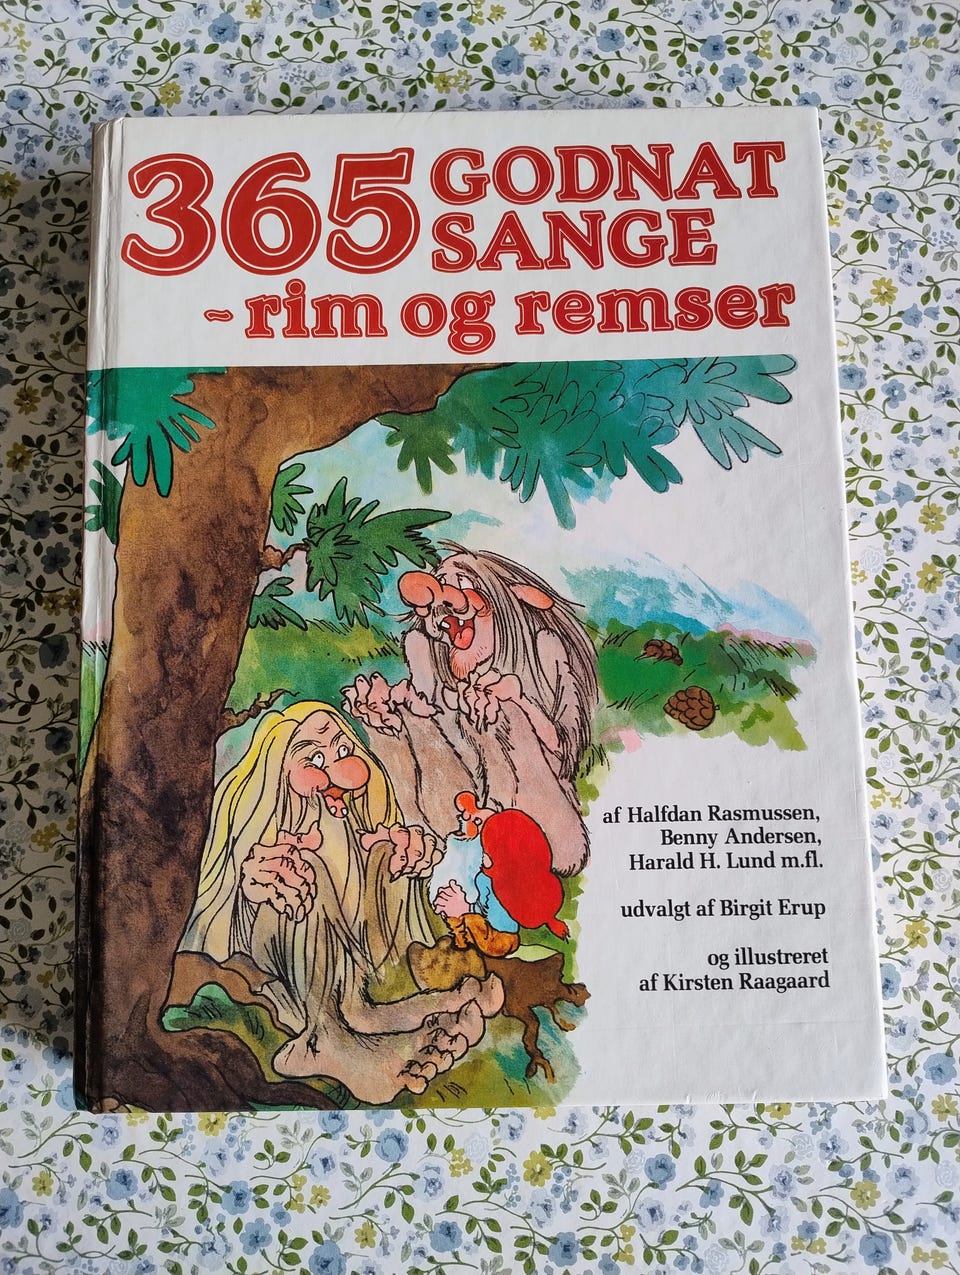 365 GODNAT
SANGE
~ rim og remser
af Halfdan Rasmussen,
Benny Andersen,
Harald H. Lund m.fl.
udvalgt af Birgit Erup
og illustreret
af Kirsten Raagaard